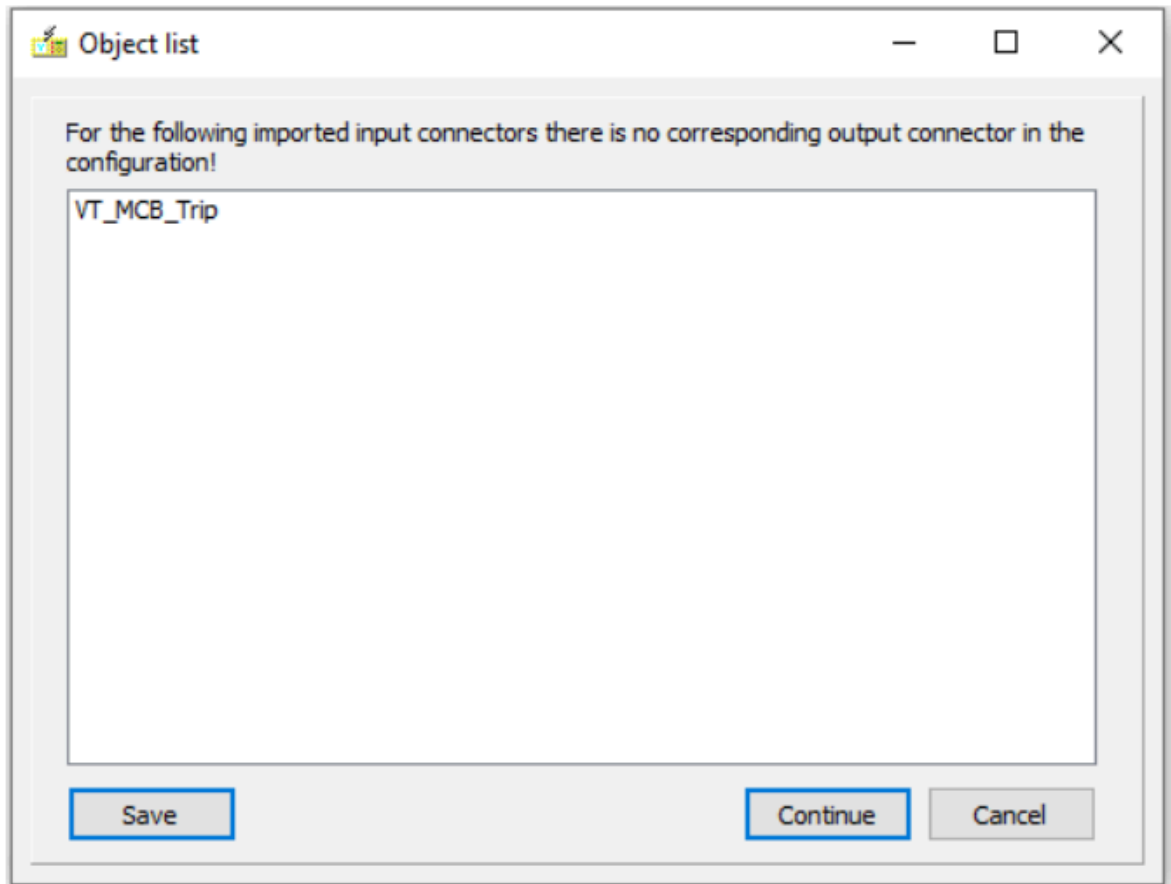 Object list
For the following imported input connectors there is no corresponding output connector in the
configuration!
VT_MCB_Trip
Save
Continue
Cancel